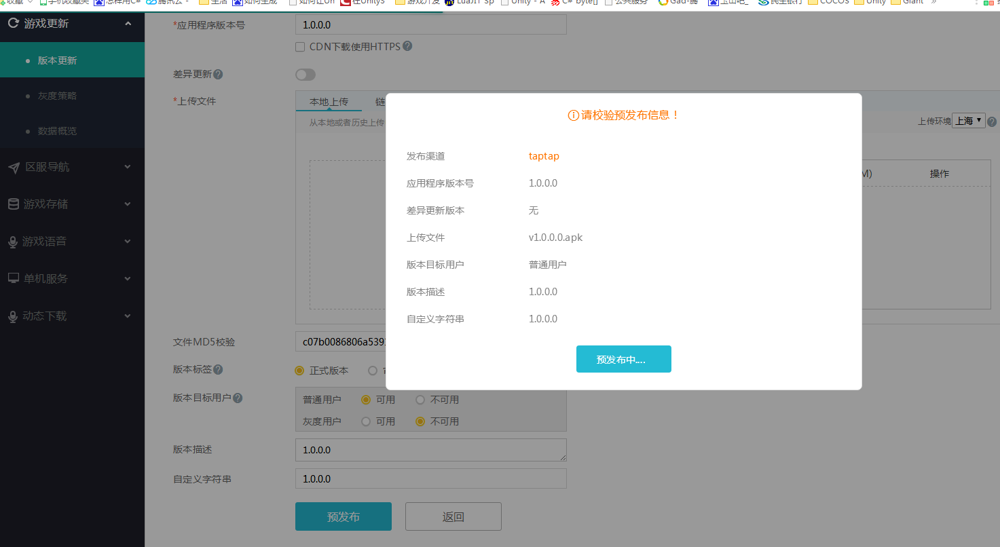 收藏 手机收藏夹 怎样用C# 腾讯云 - 生活 如何生成 如何让Un 在Unity5 游戏开发 LuaJIT Sp Unity - A C# byte[] 公共服务 Gad-腾 玉山吧_ 民生银行 COCOS Unity Giant »
游戏更新
版本更新
灰度策略
数据概览
区服导航
游戏存储
游戏语音
单机服务
动态下载
*应用程序版本号 1.0.0.0
CDN下载使用HTTPS ?
差异更新 ?
*上传文件 本地上传 链
从本地或者历史上传 上传环境 上海 ?
M) 操作
请校验预发布信息！
发布渠道 taptap
应用程序版本号 1.0.0.0
差异更新版本 无
上传文件 v1.0.0.0.apk
版本目标用户 普通用户
版本描述 1.0.0.0
自定义字符串 1.0.0.0
预发布中....
文件MD5校验 c07b0086806a539
版本标签 ? 正式版本
版本目标用户 ? 普通用户 可用 不可用
灰度用户 可用 不可用
版本描述 1.0.0.0
自定义字符串 1.0.0.0
预发布 返回